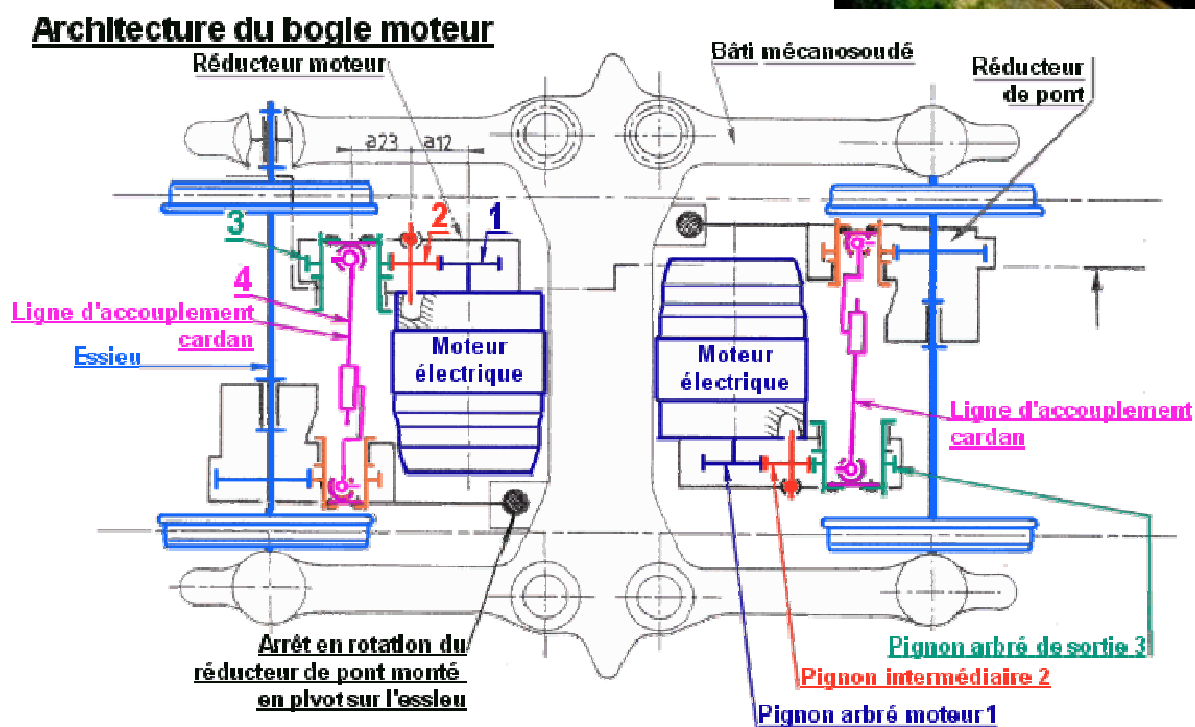 Architecture du bogie moteur
Réducteur moteur
Bâti mécanosoudé
Réducteur
de pont
a23
a12
3
2
1
4
Ligne d'accouplement
cardan
Essieu
Moteur
électrique
Moteur
électrique
Ligne d'accouplement
cardan
Arrêt en rotation du
réducteur de pont monté
en pivot sur l'essieu
Pignon arbré de sortie 3
Pignon intermédiaire 2
Pignon arbré moteur 1